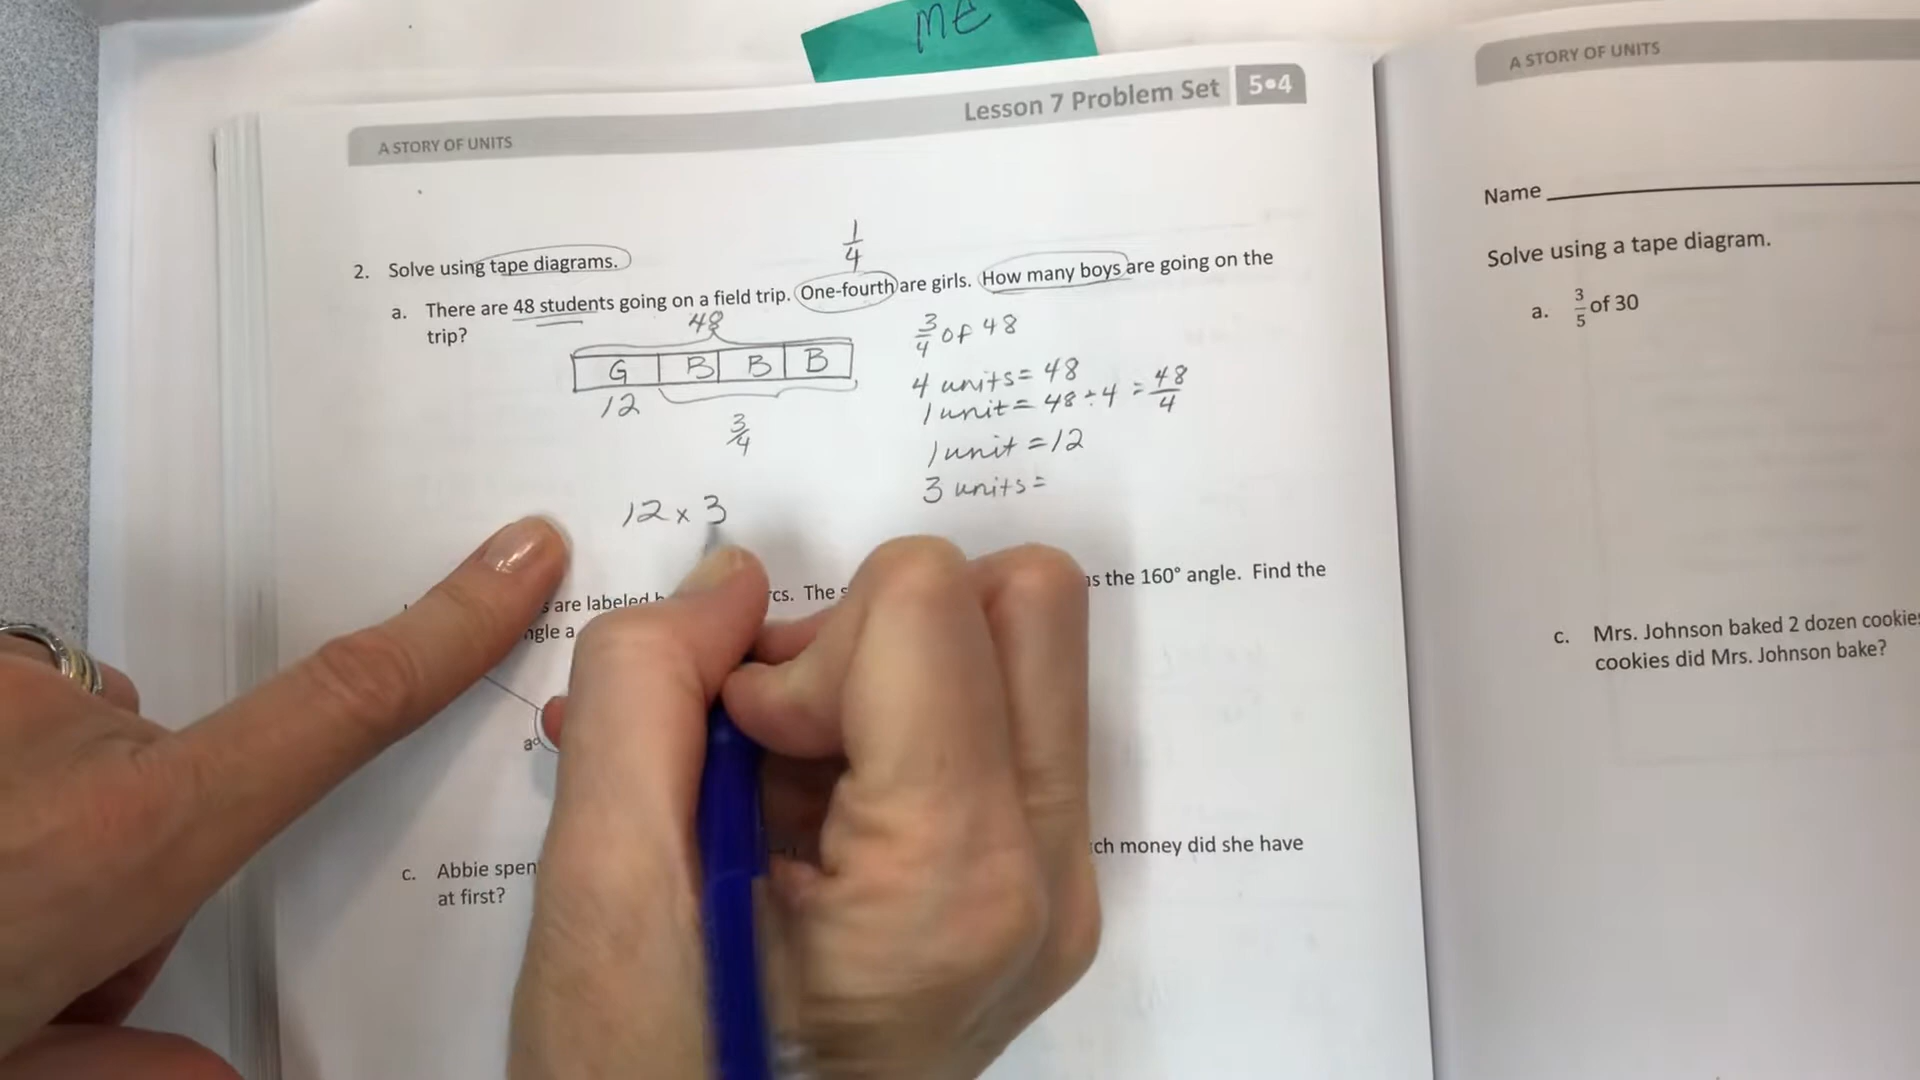 ME
Lesson 7 Problem Set 5•4
A STORY OF UNITS
1/4
2. Solve using tape diagrams.
a. There are 48 students going on a field trip. One-fourth are girls. How many boys are going on the
trip?
48
G B B B
12
3/4
3/4 of 48
4 units = 48
1 unit = 48 ÷ 4 = 48/4
1 unit = 12
3 units =
12 x 3
are labeled
rcs. The
the 160° angle. Find the
a°
c. Abbie
money did she have
at first?
A STORY OF UNITS
Name
Solve using a tape diagram.
a. 3/5 of 30
c. Mrs. Johnson baked 2 dozen
cookies did Mrs. Johnson bake?